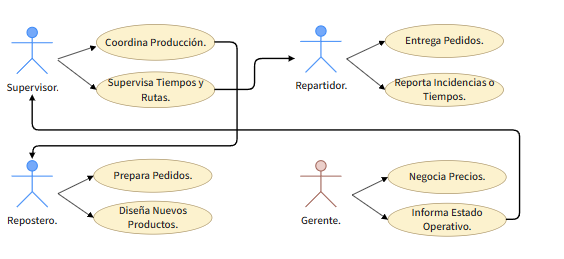 Coordina Producción.
Supervisa Tiempos y
Rutas.
Supervisor.
Entrega Pedidos.
Reporta Incidencias o
Tiempos.
Repartidor.
Prepara Pedidos.
Diseña Nuevos
Productos.
Repostero.
Negocia Precios.
Informa Estado
Operativo.
Gerente.